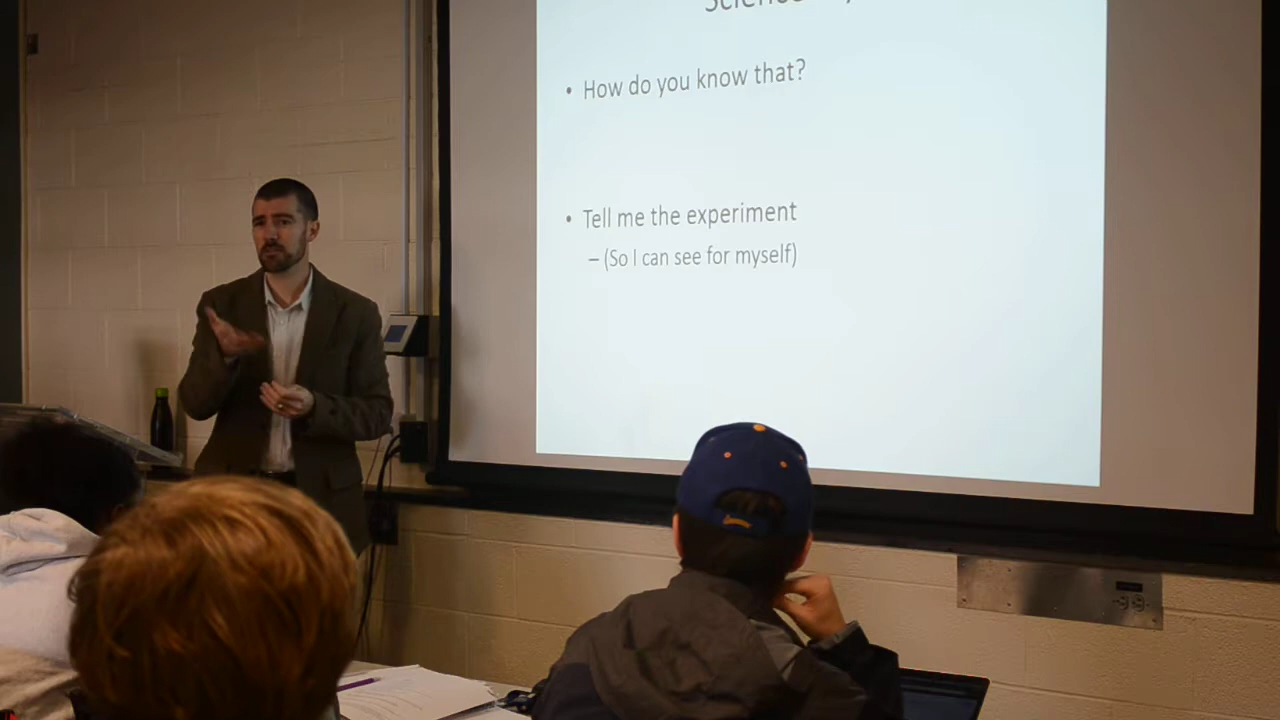 • How do you know that?
• Tell me the experiment
– (So I can see for myself)